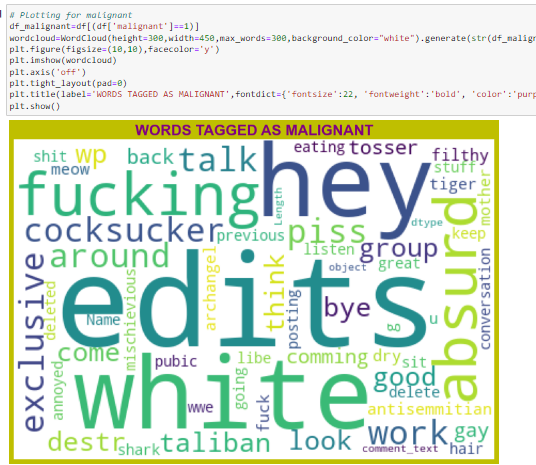 # Plotting for malignant
df_malignant=df[(df['malignant']==1)]
wordcloud=WordCloud(height=300,width=450,max_words=300,background_color="white").generate(str(df_malign
plt.figure(figsize=(10,10),facecolor='y')
plt.imshow(wordcloud)
plt.axis('off')
plt.tight_layout(pad=0)
plt.title(label='WORDS TAGGED AS MALIGNANT',fontdict={'fontsize':22, 'fontweight':'bold', 'color':'purp
plt.show()
WORDS TAGGED AS MALIGNANT
shit
wp
back
talk
hey
eating
tosser
filthy
meow
stuff
tiger
mother
fucking
Length
dtype
keep
cocksucker
previous
piss
group
absurd
conversation
around
archangel
think
listen
object
great
exclusive
deleted
edits
Name
mischievious
posting
bye
gg
u
come
annoyed
white
pubic
libe
comming
dry
sit
good
delete
wwe
going
fuck
antisemmitian
destr
shark
taliban
look
work
gay
comment_text
hair